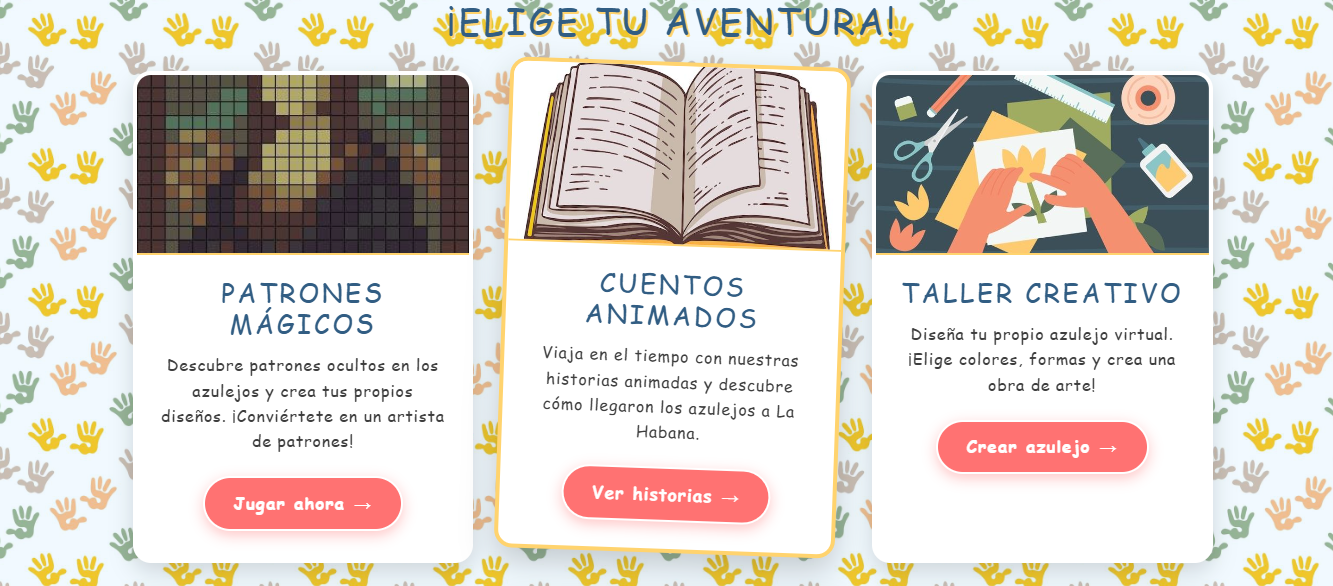 ¡ELIGE TU AVENTURA!
PATRONES
MÁGICOS
Descubre patrones ocultos en los
azulejos y crea tus propios
diseños. ¡Conviértete en un artista
de patrones!
Jugar ahora →
CUENTOS
ANIMADOS
Viaja en el tiempo con nuestras
historias animadas y descubre
cómo llegaron los azulejos a La
Habana.
Ver historias →
TALLER CREATIVO
Diseña tu propio azulejo virtual.
¡Elige colores, formas y crea una
obra de arte!
Crear azulejo →